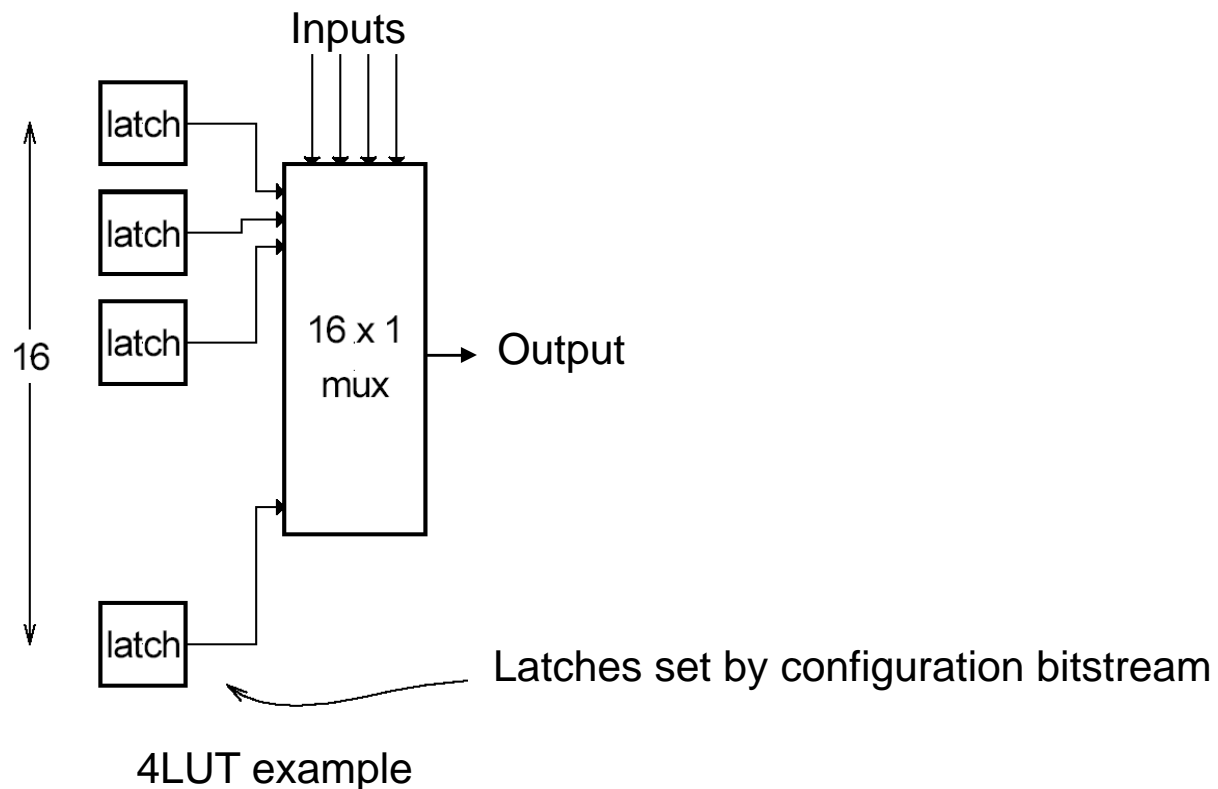 Inputs
latch
latch
latch
16
16 x 1
mux
Output
latch
Latches set by configuration bitstream
4LUT example